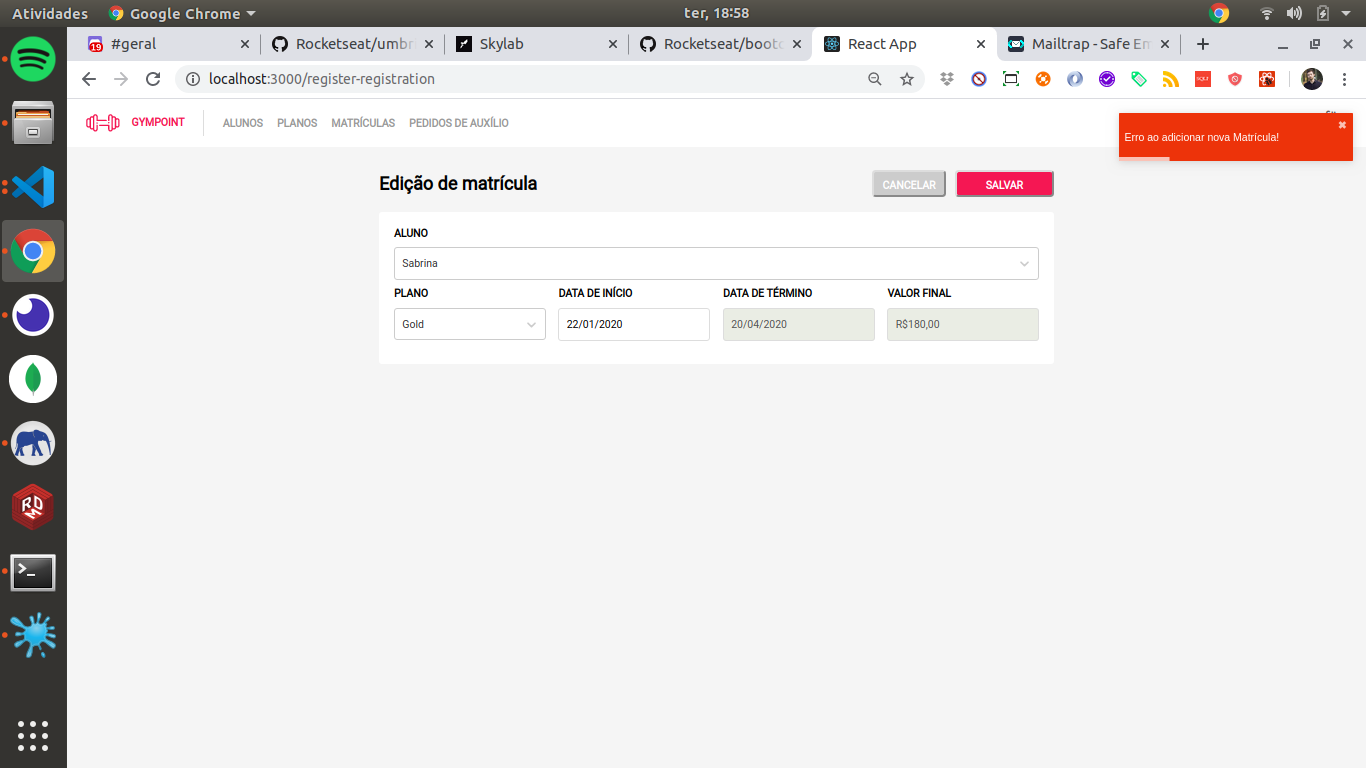 Atividades
Google Chrome
ter, 18:58
19
#geral
Rocketseat/umbr
Skylab
Rocketseat/bootc
React App
Mailtrap - Safe Em
localhost:3000/register-registration
GYMPOINT
ALUNOS
PLANOS
MATRÍCULAS
PEDIDOS DE AUXÍLIO
Erro ao adicionar nova Matrícula!
Edição de matrícula
CANCELAR
SALVAR
ALUNO
Sabrina
PLANO
DATA DE INÍCIO
DATA DE TÉRMINO
VALOR FINAL
Gold
22/01/2020
20/04/2020
R$180,00
RDM